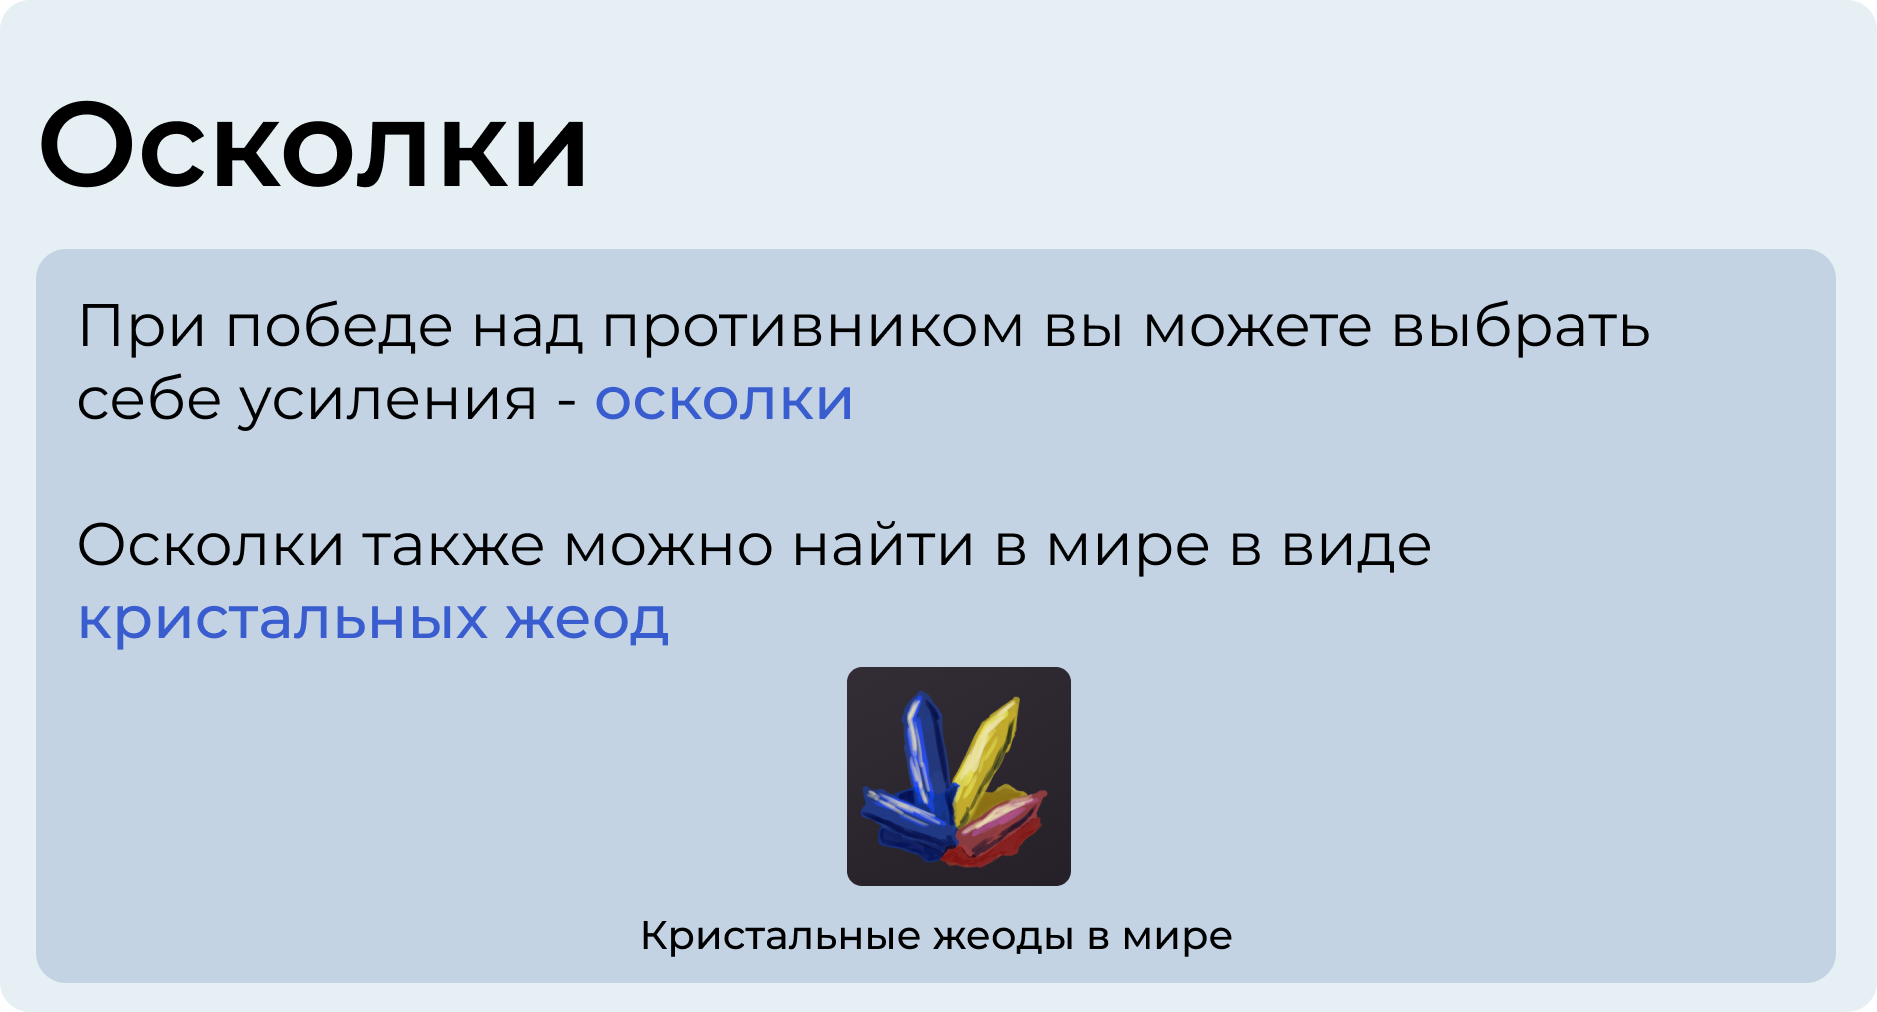 Осколки
При победе над противником вы можете выбрать
себе усиления - осколки
Осколки также можно найти в мире в виде
кристальных жеод
Кристальные жеоды в мире